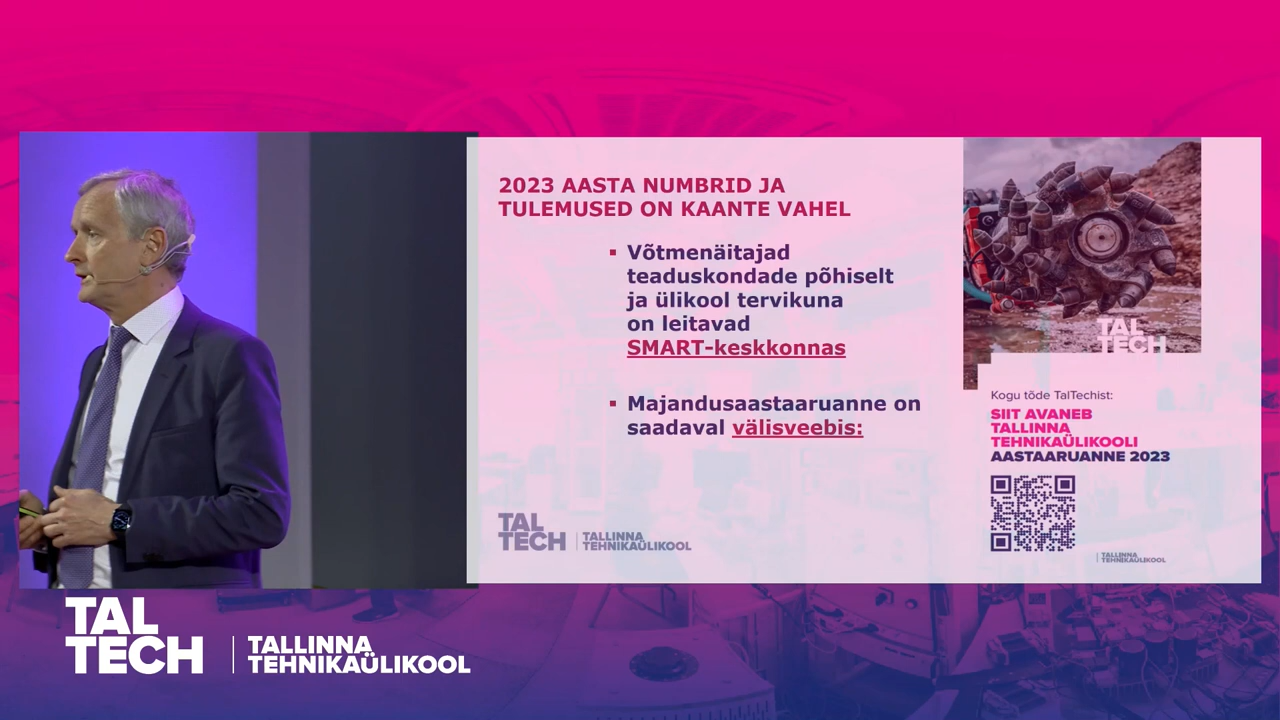 2023 AASTA NUMBRID JA
TULEMUSED ON KAANTE VAHEL
▪ Võtmenäitajad
teaduskondade põhiselt
ja ülikool tervikuna
on leitavad
SMART-keskkonnas
▪ Majandusaastaaruanne on
saadaval välisveebis:
TAL
TECH
TALLINNA
TEHNIKAÜLIKOOL
TAL
TECH
Kogu tõde TalTechist:
SIIT AVANEB
TALLINNA
TEHNIKAÜLIKOOLI
AASTAARUANNE 2023
TALLINNA
TEHNIKAÜLIKOOL
TAL
TECH
TALLINNA
TEHNIKAÜLIKOOL